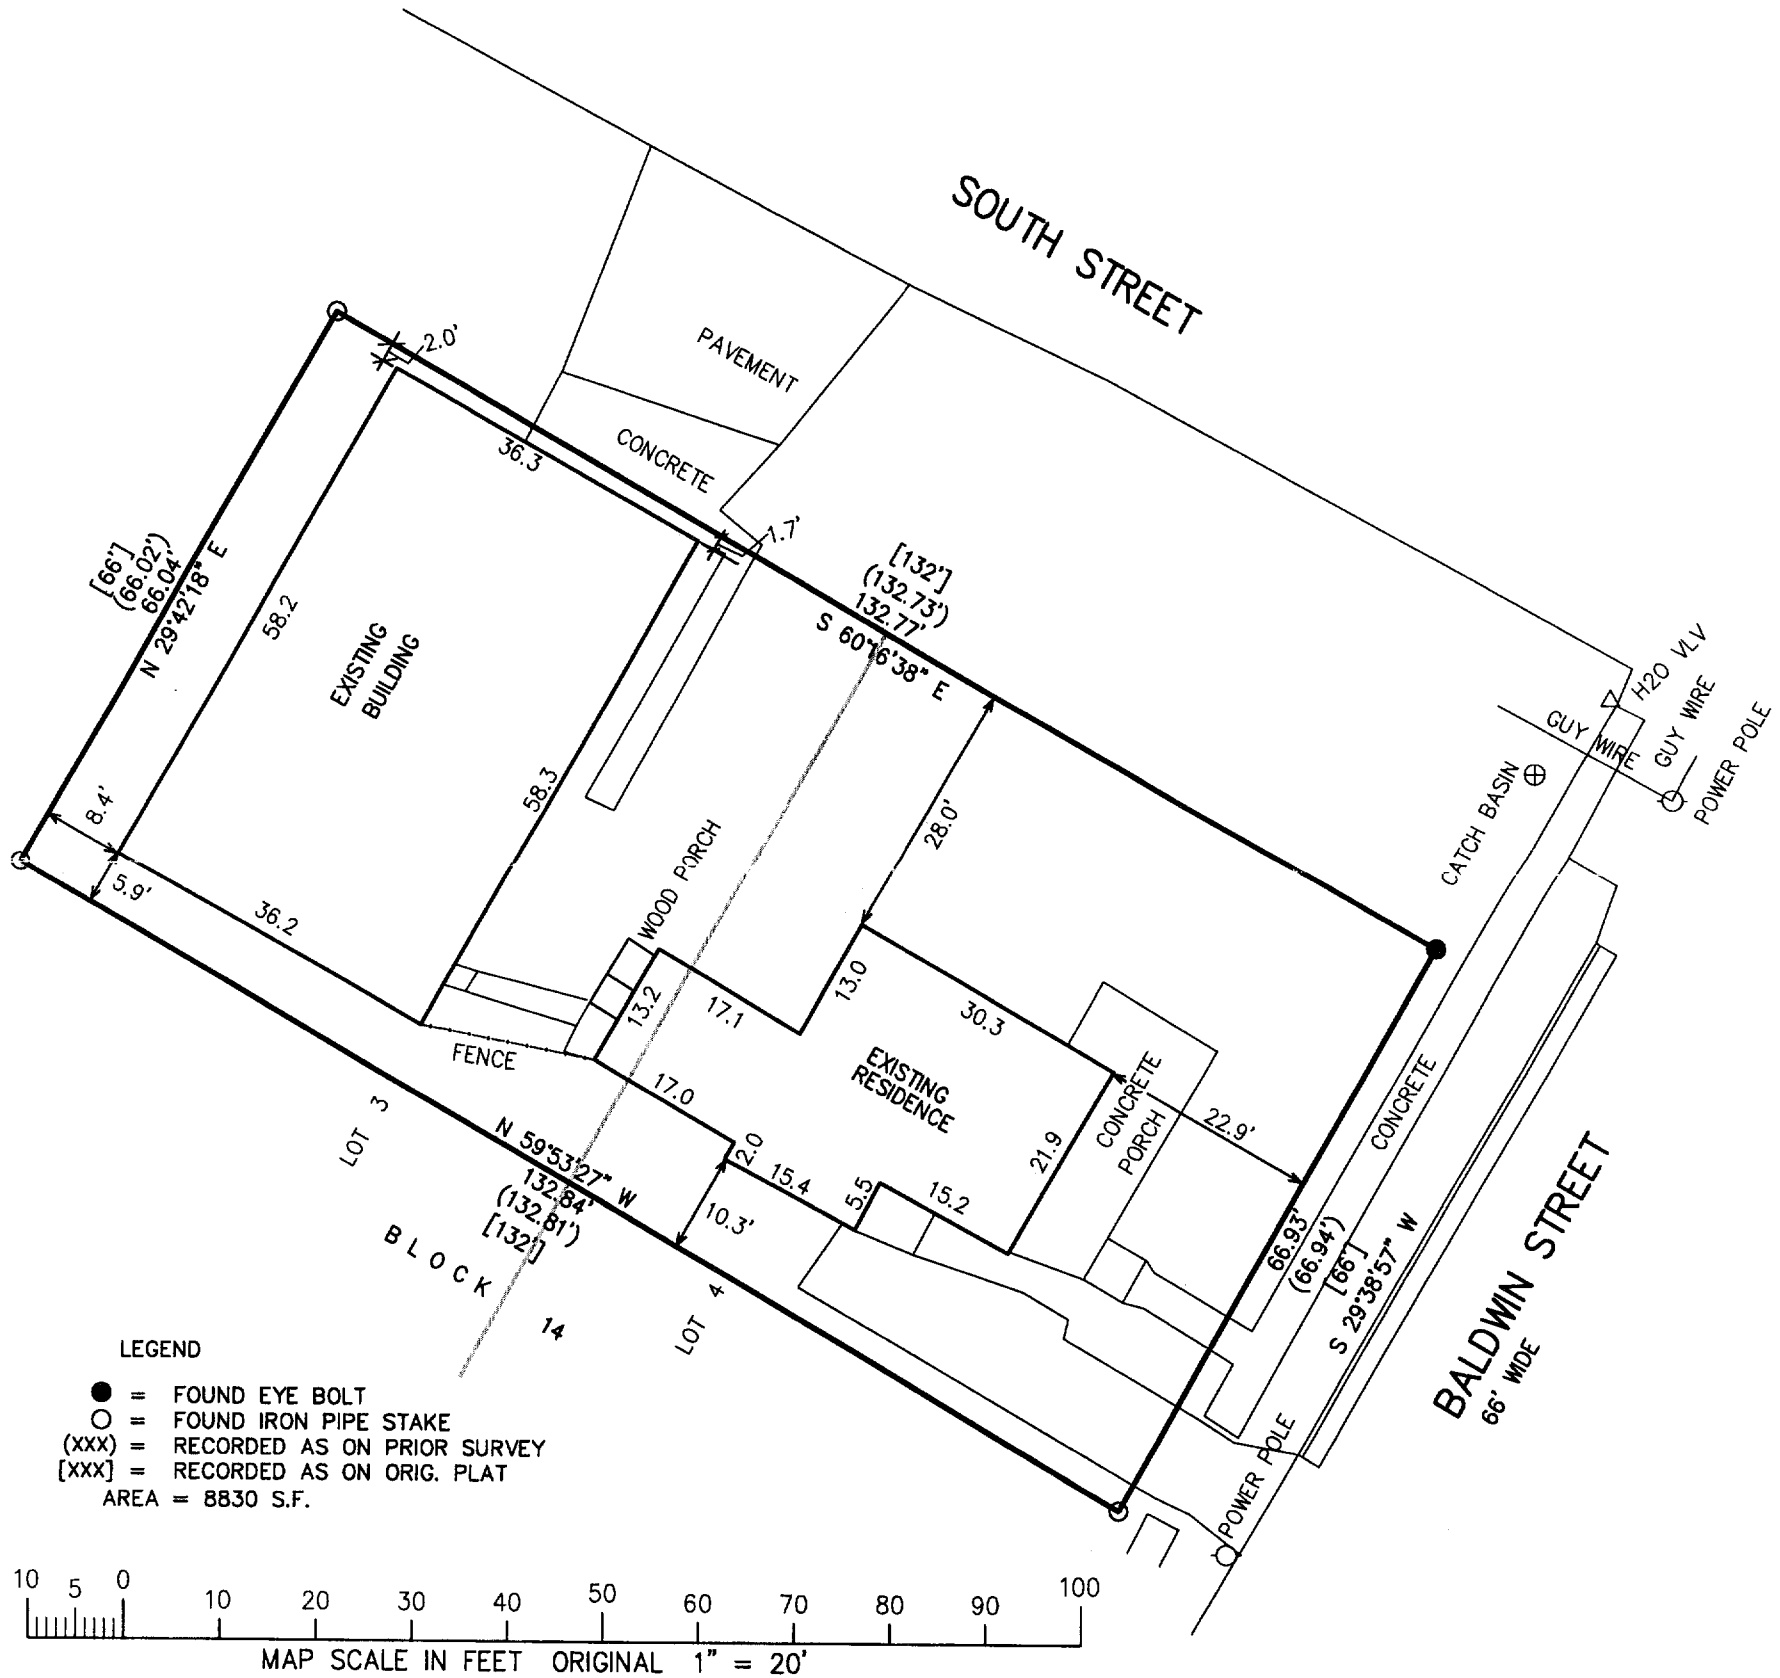 SOUTH STREET
2.0'
PAVEMENT
CONCRETE
36.3
1.7'
[132']
(132.73')
132.77'
S 60°16'38" E
[66']
(66.02')
66.04'
N 29°42'18" E
58.2
EXISTING
BUILDING
58.3
28.0'
H2O VLV
GUY WIRE
GUY WIRE
POWER POLE
CATCH BASIN
8.4'
5.9'
36.2
WOOD PORCH
13.2
17.1
13.0
30.3
FENCE
17.0
EXISTING
RESIDENCE
CONCRETE
PORCH
22.9'
CONCRETE
2.0
15.4
5.5
15.2
21.9
10.3'
LOT 3
N 59°53'27" W
132.84'
(132.81')
[132']
BLOCK 14
LOT 4
66.93'
(66.94')
[66']
S 29°38'57" W
BALDWIN STREET
66' WIDE
POWER POLE
LEGEND
= FOUND EYE BOLT
= FOUND IRON PIPE STAKE
(XXX) = RECORDED AS ON PRIOR SURVEY
[XXX] = RECORDED AS ON ORIG. PLAT
AREA = 8830 S.F.
10 5 0 10 20 30 40 50 60 70 80 90 100
MAP SCALE IN FEET ORIGINAL 1" = 20'